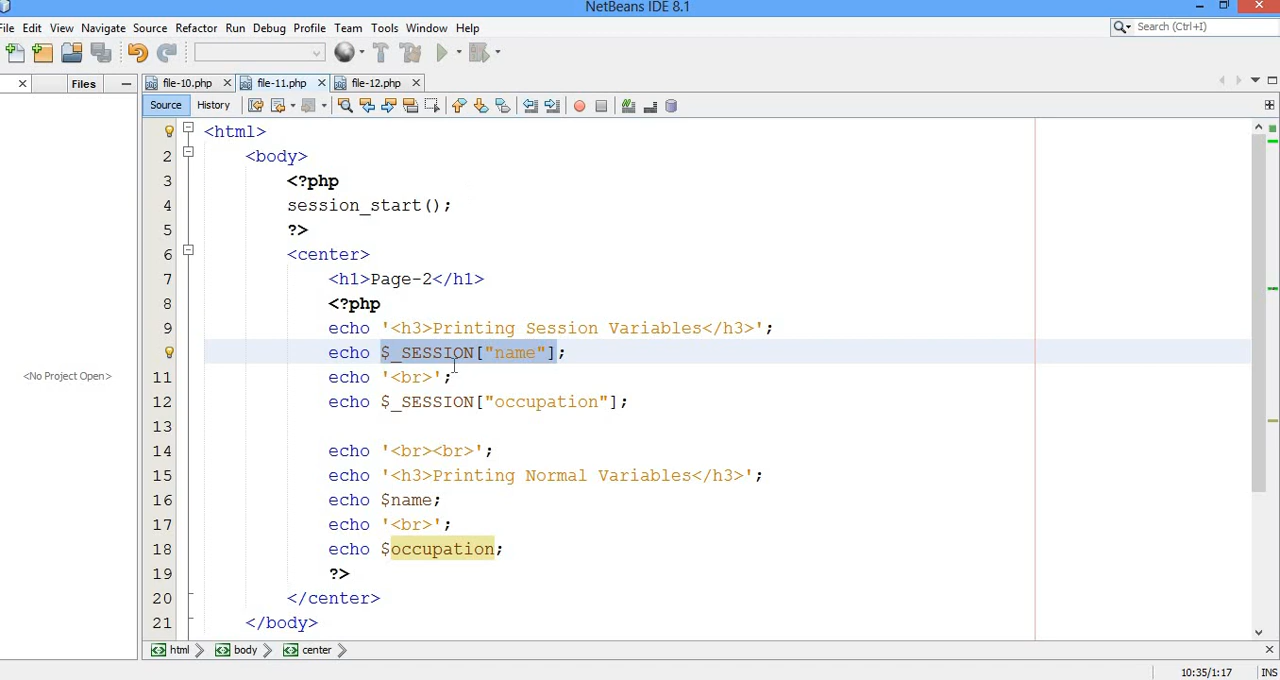 NetBeans IDE 8.1
File Edit View Navigate Source Refactor Run Debug Profile Team Tools Window Help
Search (Ctrl+I)
Files
file-10.php file-11.php file-12.php
Source History
<html>
2 <body>
3 <?php
4 session_start();
5 ?>
6 <center>
7 <h1>Page-2</h1>
8 <?php
9 echo '<h3>Printing Session Variables</h3>';
echo $_SESSION["name"];
11 echo '<br>';
12 echo $_SESSION["occupation"];
13
14 echo '<br><br>';
15 echo '<h3>Printing Normal Variables</h3>';
16 echo $name;
17 echo '<br>';
18 echo $occupation;
19 ?>
20 </center>
21 </body>
<No Project Open>
html body center
10:35/1:17 INS